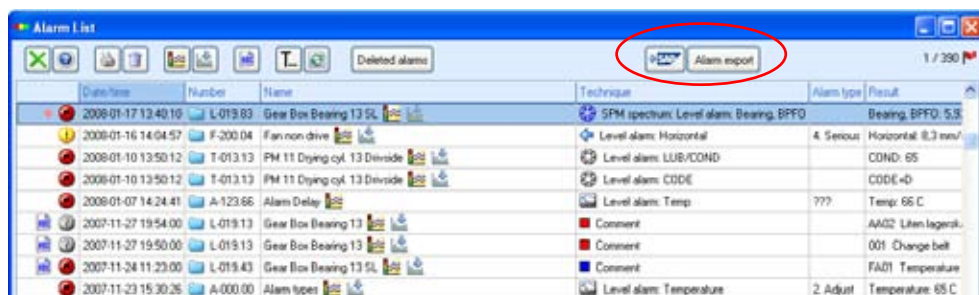 Alarm List
T... Deleted alarms SAP Alarm export 1 / 390
Date/time Number Name Technique Alarm type Result
2008-01-17 13:40:10 L-019.83 Gear Box Bearing 13 SL SPM spectrum: Level alarm: Bearing, BPFO Bearing, BPFO: 5,9
2008-01-16 14:04:57 F-200.04 Fan non drive Level alarm: Horizontal 4. Serious Horizontal: 8,3 mm/
2008-01-10 13:50:12 T-013.13 PM 11 Drying cyl. 13 Drivside Level alarm: LUB/COND COND: 65
2008-01-10 13:50:12 T-013.13 PM 11 Drying cyl. 13 Drivside Level alarm: CODE CODE=D
2008-01-07 14:24:41 A-123.66 Alarm Delay Level alarm: Temp ??? Temp: 66 C
2007-11-27 19:54:00 L-019.13 Gear Box Bearing 13 Comment AA02 Liten lagersk
2007-11-27 19:50:00 L-019.13 Gear Box Bearing 13 Comment 001 Change belt
2007-11-24 11:23:00 L-019.43 Gear Box Bearing 13 SL Comment FA01 Temperature
2007-11-23 15:30:26 A-000.00 Alarm types Level alarm: Temperature 2. Adjust Temperature: 65 C